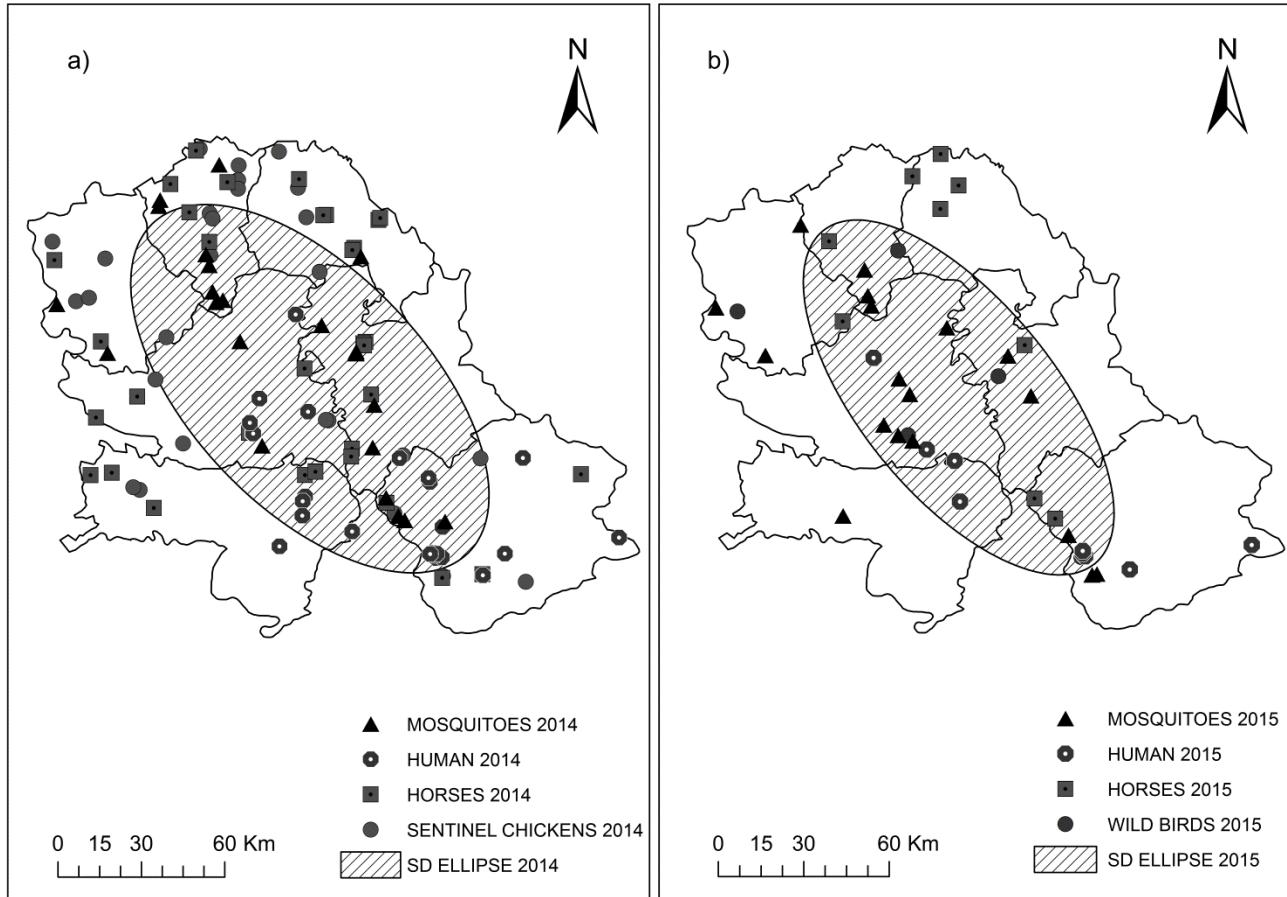 a)
N
MOSQUITOES 2014
HUMAN 2014
HORSES 2014
SENTINEL CHICKENS 2014
SD ELLIPSE 2014
0 15 30 60 Km
b)
N
MOSQUITOES 2015
HUMAN 2015
HORSES 2015
WILD BIRDS 2015
SD ELLIPSE 2015
0 15 30 60 Km